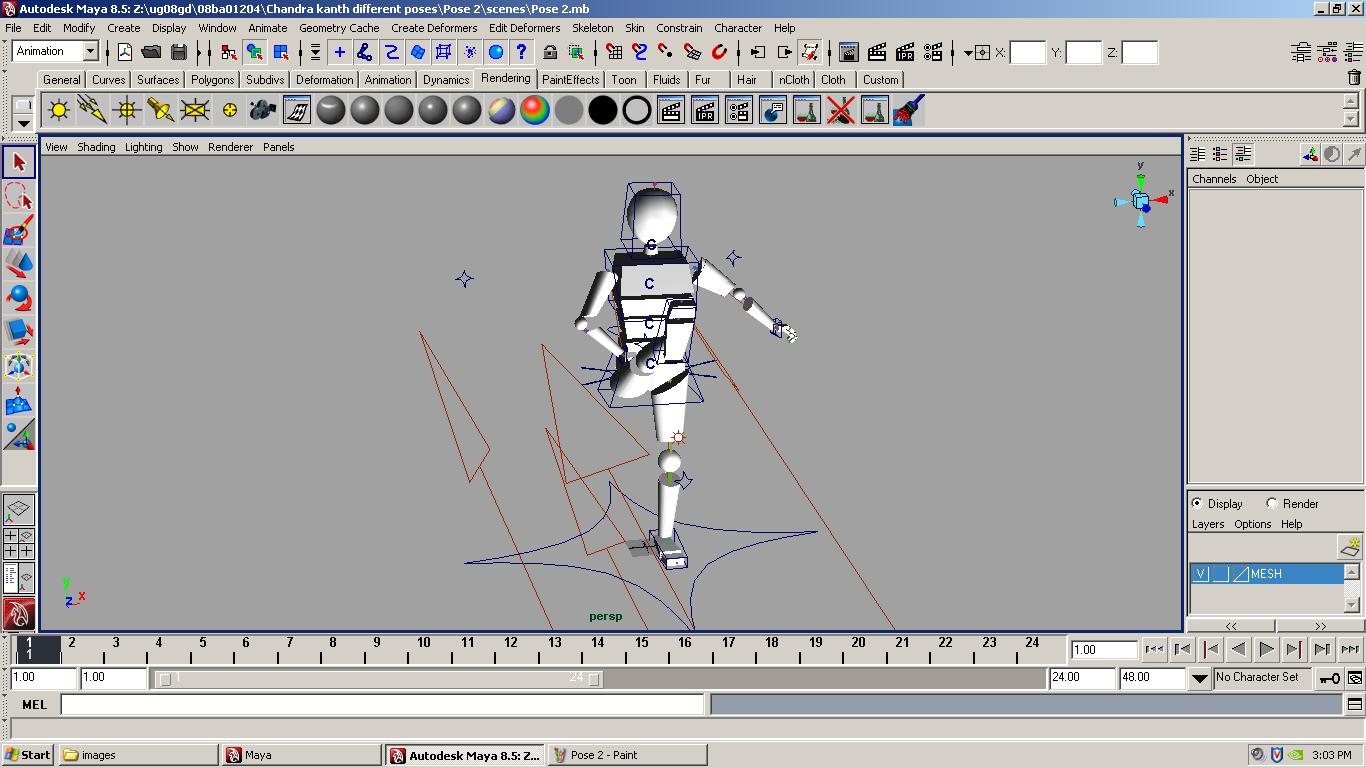 Autodesk Maya 8.5: Z:\ug08gd\08ba01204\Chandra kanth different poses\Pose 2\scenes\Pose 2.mb
File Edit Modify Create Display Window Animate Geometry Cache Create Deformers Edit Deformers Skeleton Skin Constrain Character Help
Animation X: Y: Z:
General Curves Surfaces Polygons Subdivs Deformation Animation Dynamics Rendering PaintEffects Toon Fluids Fur Hair nCloth Cloth Custom
IPR
View Shading Lighting Show Renderer Panels
Channels Object
y
x
C
C
C
C
Display Render
Layers Options Help
V MESH
y
z x
persp
<< >>
1 2 3 4 5 6 7 8 9 10 11 12 13 14 15 16 17 18 19 20 21 22 23 24
1
1.00
1.00 1.00 1 24 24.00 48.00 No Character Set
MEL
Start images Maya Autodesk Maya 8.5: Z... Pose 2 - Paint 3:03 PM